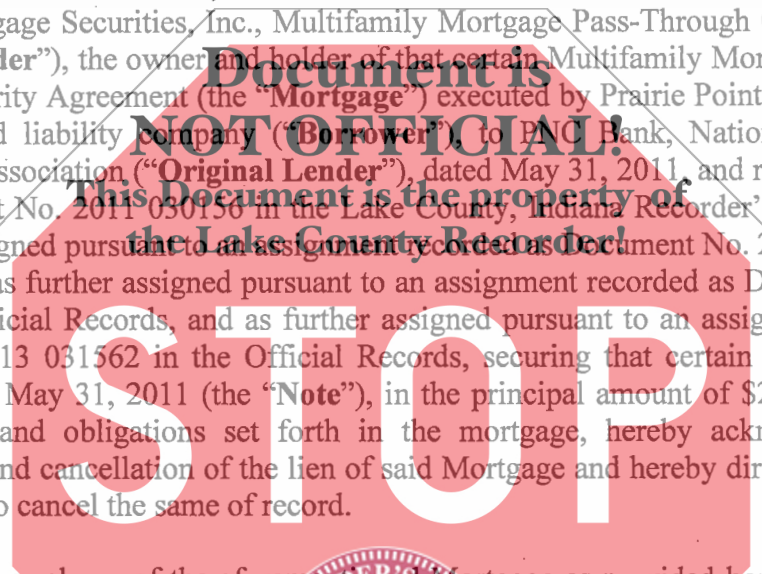 gage Securities, Inc., Multifamily Mortgage Pass-Through
der”), the owner and holder of that certain Multifamily Mor
Document is
rity Agreement (the “Mortgage”) executed by Prairie Point
d liability company (“Borrower”), to PNC Bank, Nation
NOT OFFICIAL!
ssociation (“Original Lender”), dated May 31, 2011, and r
This Document is the property of
t No. 2011 030156 in the Lake County, Indiana Recorder’
the Lake County Recorder!
gned pursuant to an assignment recorded as Document No. 2
as further assigned pursuant to an assignment recorded as D
icial Records, and as further assigned pursuant to an assig
13 031562 in the Official Records, securing that certain
May 31, 2011 (the “Note”), in the principal amount of $2
and obligations set forth in the mortgage, hereby ackn
nd cancellation of the lien of said Mortgage and hereby dir
o cancel the same of record.
STOP